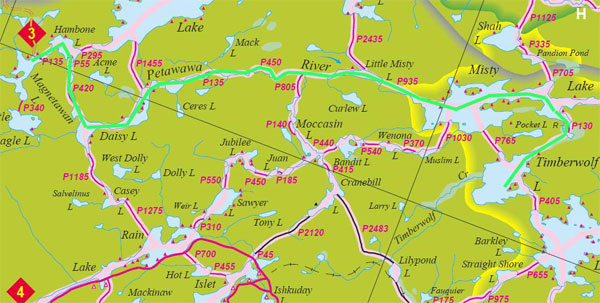 H
3
Hambone
L
Lake
Mack
L
P2435
Shah
L
P1125
P335
Pandion Pond
P135
P295
P55
Acme
L
P1455
Petawawa
P450
River
Little Misty
L
Misty
P705
Magnetawan
P420
P135
P805
P935
Lake
P340
Ceres L
Curlew L
L
eagle L
Daisy L
P140
Moccasin
L
P1030
Pocket L
R
P130
P765
West Dolly
L
Jubilee
L
P440
Wenona
L
P540
P370
Timberwolf
L
Juan
L
Bandit L
Muslim L
P1185
Dolly L
P550
P450
P185
P415
Cranebill
L
Salvelinus
L
Casey
L
Larry L
P405
P1275
Weir L
Sawyer
L
Tony L
Timberwolf
Cr
Rain
P310
P2120
P2483
Barkley
L
P700
Lake
Hot L
P455
P45
Lilypond
L
Straight Shore
L
P655
4
Mackinaw
Islet
Ishkuday
L
Fauquier
P175
P975